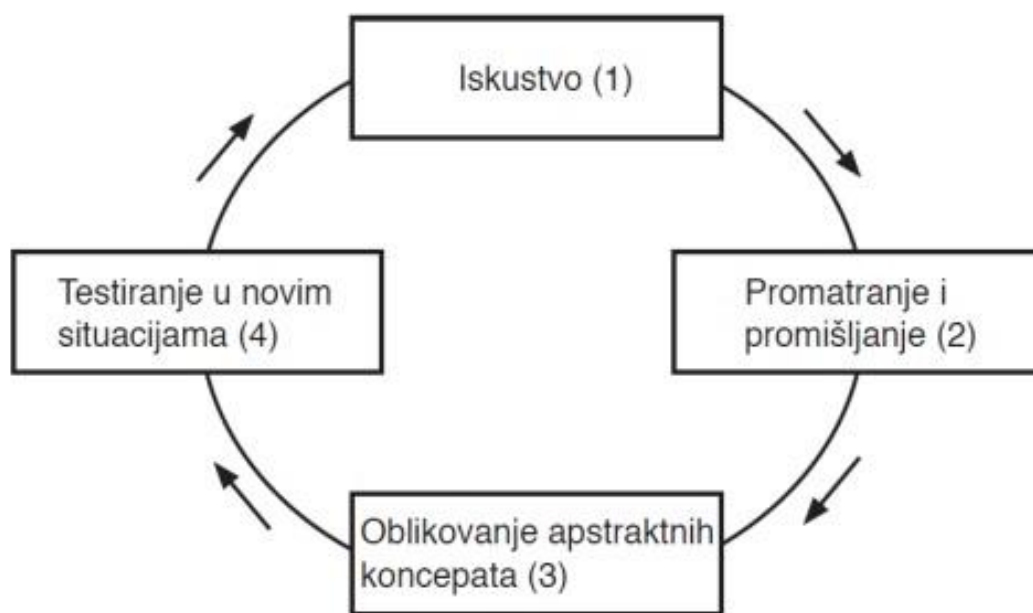 Iskustvo (1)
Promatranje i
promišljanje (2)
Oblikovanje apstraktnih
koncepata (3)
Testiranje u novim
situacijama (4)